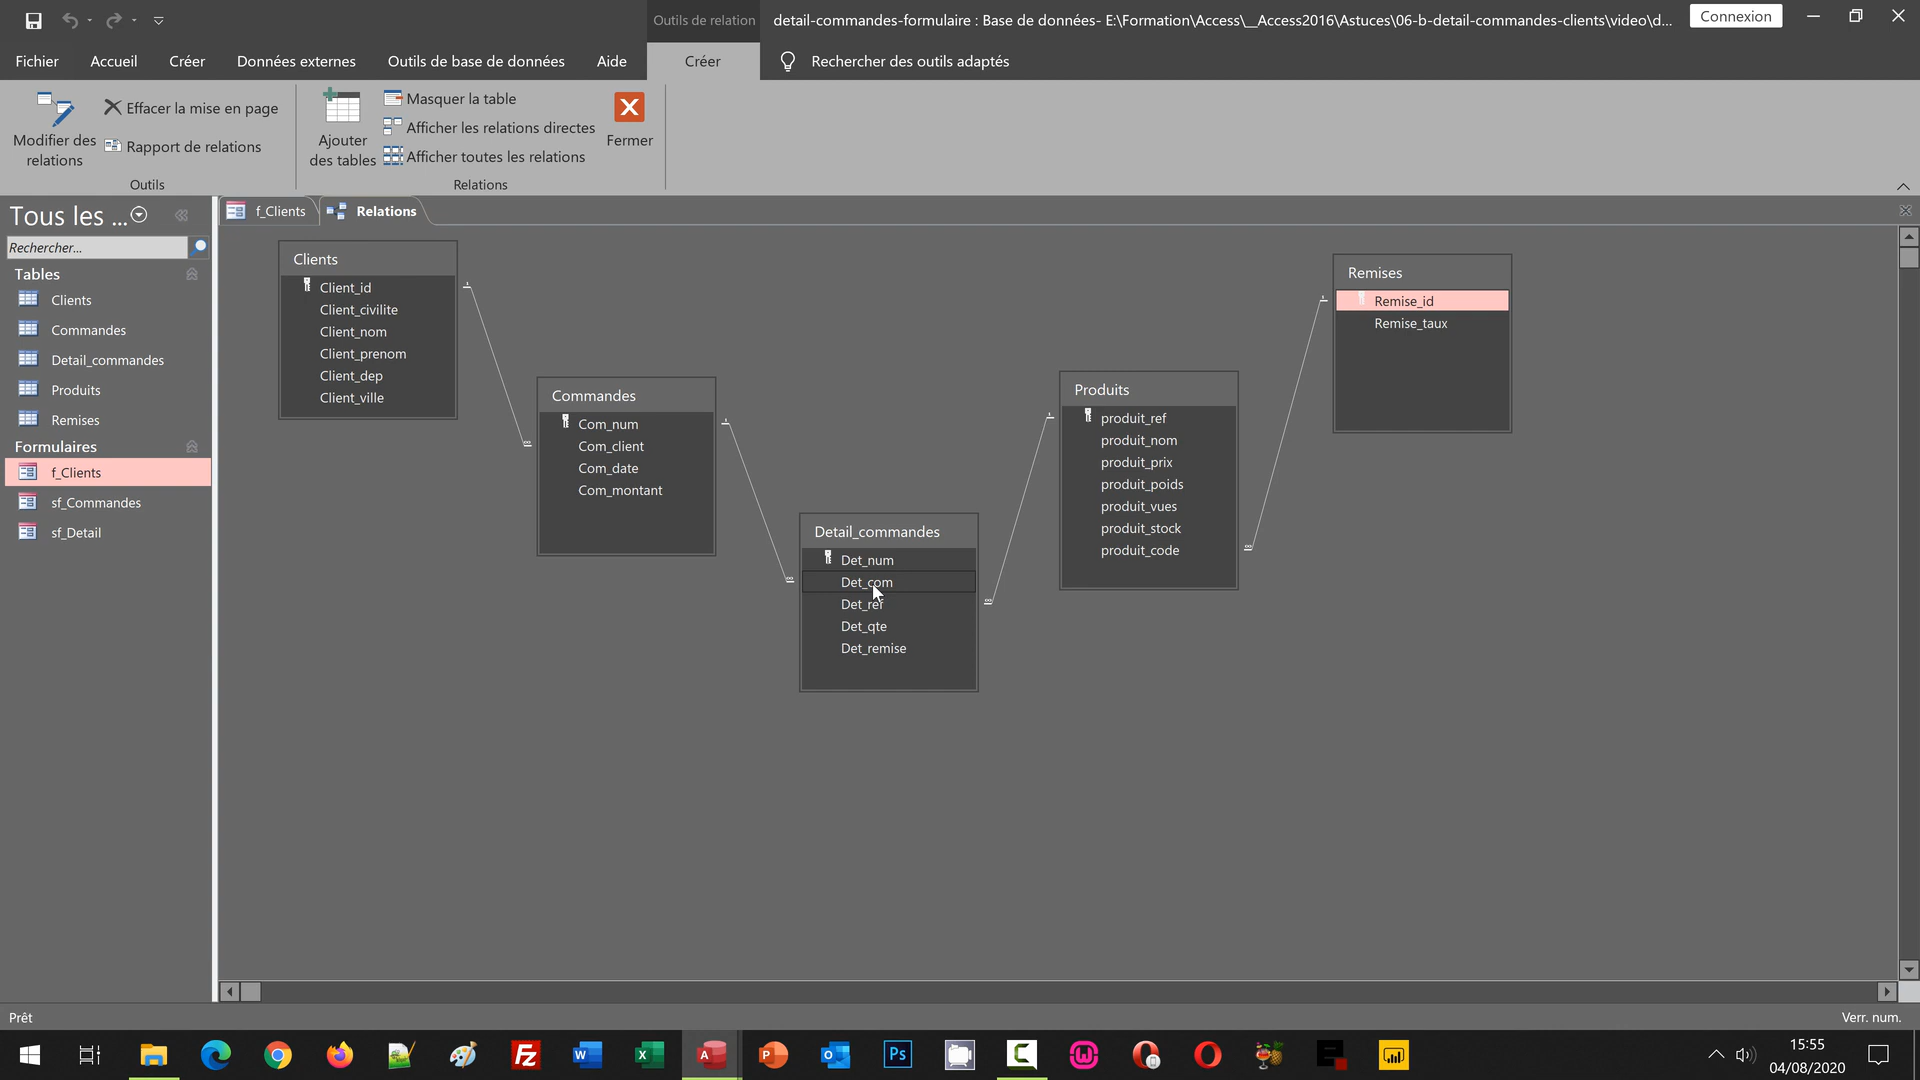 Outils de relation
detail-commandes-formulaire : Base de données- E:\Formation\Access\__Access2016\Astuces\06-b-detail-commandes-clients\video\d...
Connexion
Fichier
Accueil
Créer
Données externes
Outils de base de données
Aide
Créer
Rechercher des outils adaptés
Modifier des
relations
Effacer la mise en page
Rapport de relations
Outils
Ajouter
des tables
Masquer la table
Afficher les relations directes
Afficher toutes les relations
Fermer
Relations
Tous les ...
Rechercher...
Tables
Clients
Commandes
Detail_commandes
Produits
Remises
Formulaires
f_Clients
sf_Commandes
sf_Detail
f_Clients
Relations
Clients
Client_id
Client_civilite
Client_nom
Client_prenom
Client_dep
Client_ville
Commandes
Com_num
Com_client
Com_date
Com_montant
Detail_commandes
Det_num
Det_com
Det_ref
Det_qte
Det_remise
Produits
produit_ref
produit_nom
produit_prix
produit_poids
produit_vues
produit_stock
produit_code
Remises
Remise_id
Remise_taux
Prêt
Verr. num.
15:55
04/08/2020